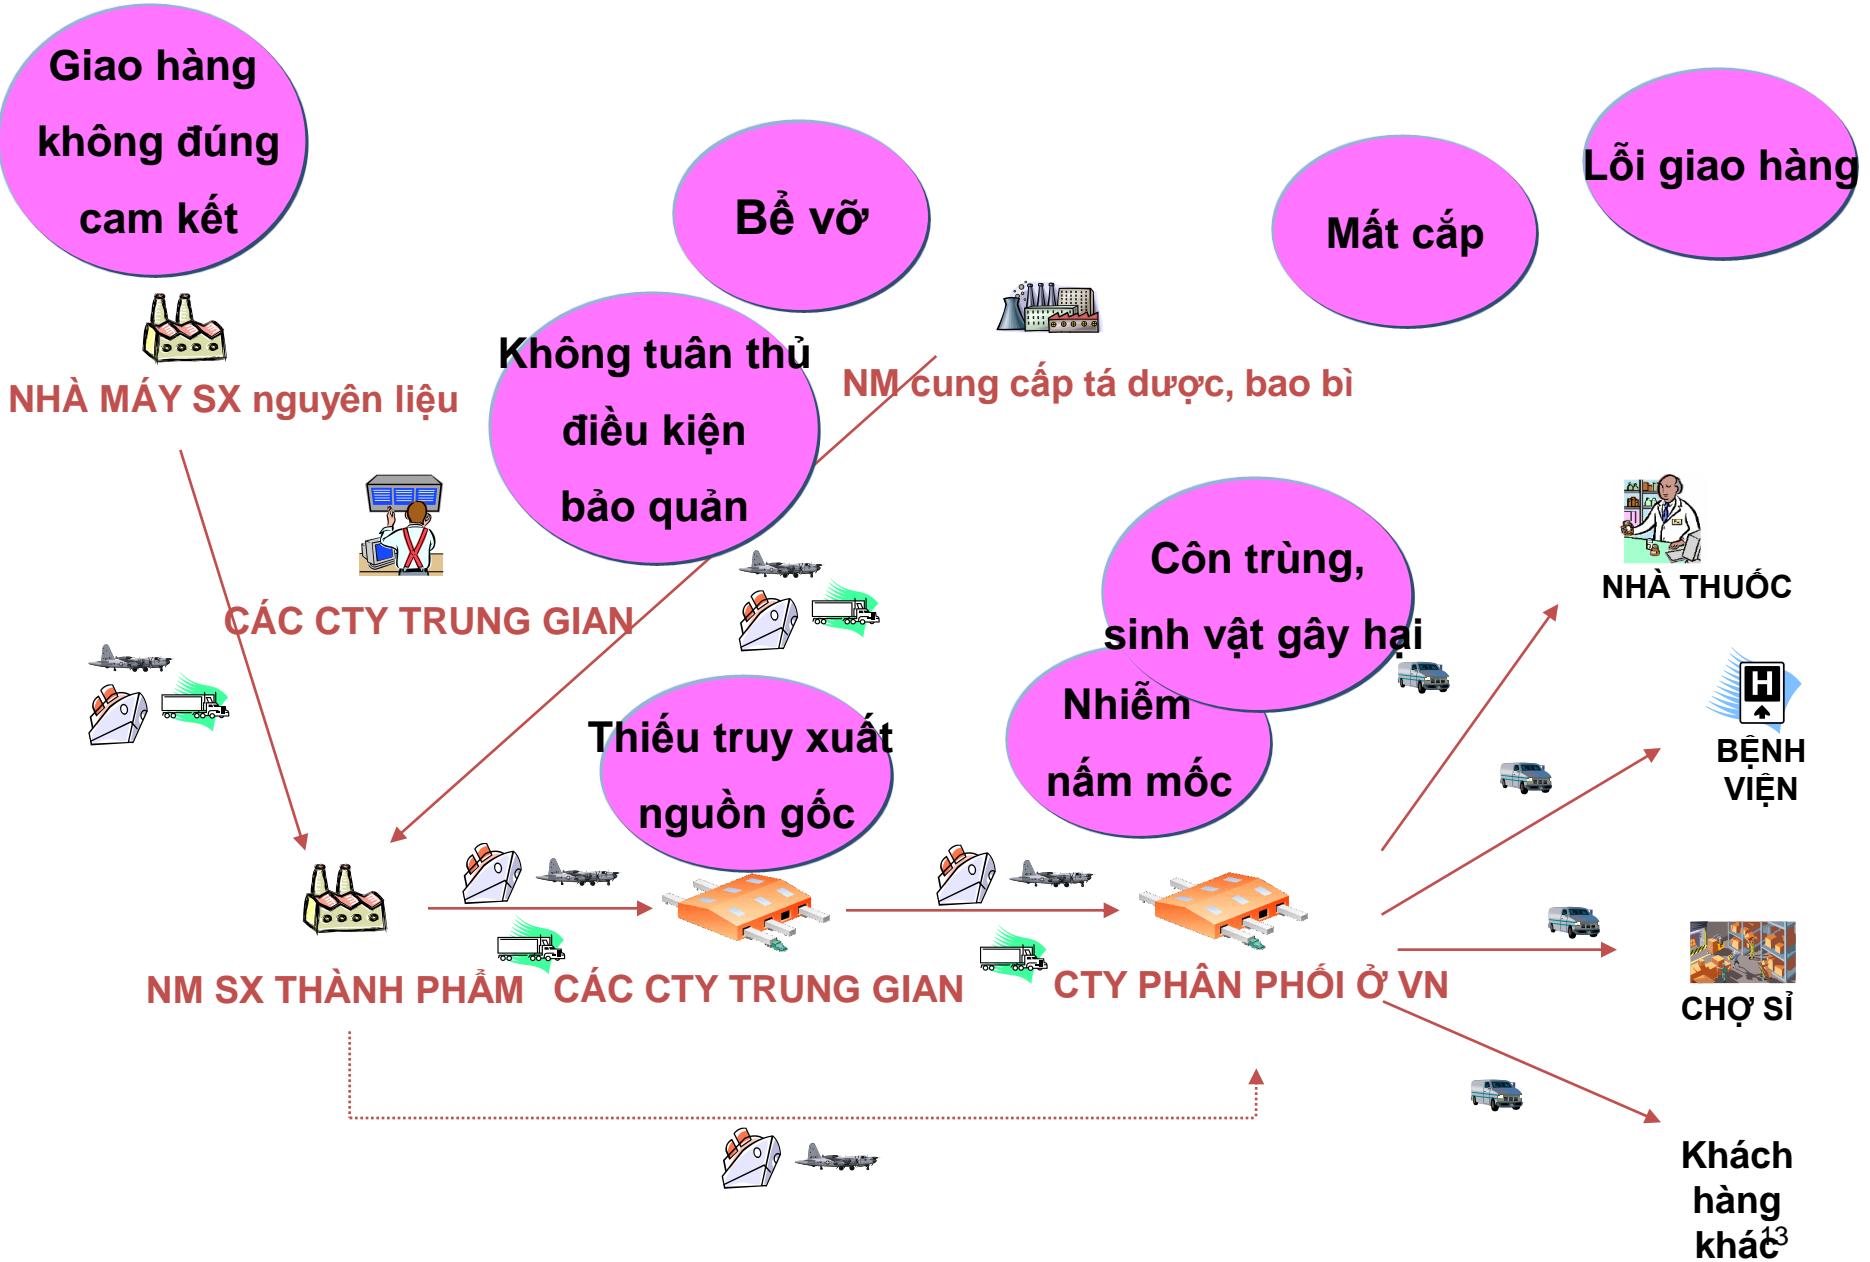 Giao hàng
không đúng
cam kết
Bể vỡ
Mất cắp
Lỗi giao hàng
Không tuân thủ
điều kiện
bảo quản
NHÀ MÁY SX nguyên liệu
NM cung cấp tá dược, bao bì
CÁC CTY TRUNG GIAN
Côn trùng,
sinh vật gây hại
Nhiễm
nấm mốc
Thiếu truy xuất
nguồn gốc
NHÀ THUỐC
H
BỆNH
VIỆN
NM SX THÀNH PHẨM
CÁC CTY TRUNG GIAN
CTY PHÂN PHỐI Ở VN
CHỢ SỈ
Khách
hàng
khác
13